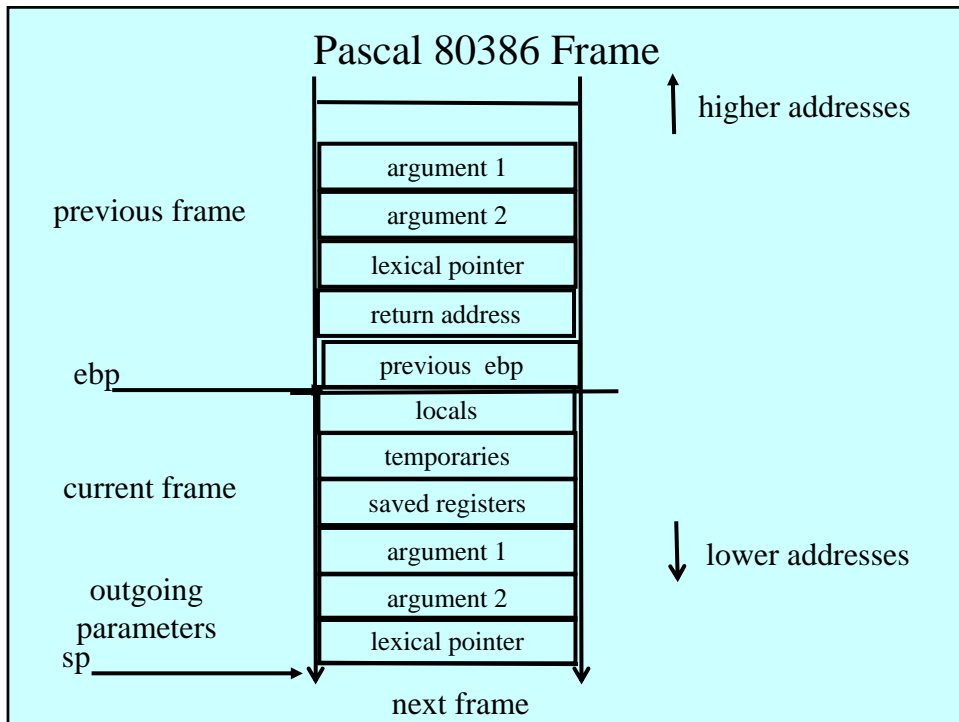 Pascal 80386 Frame
higher addresses
argument 1
previous frame
argument 2
lexical pointer
return address
previous ebp
ebp
locals
temporaries
current frame
saved registers
argument 1
lower addresses
argument 2
outgoing
parameters
lexical pointer
sp
next frame